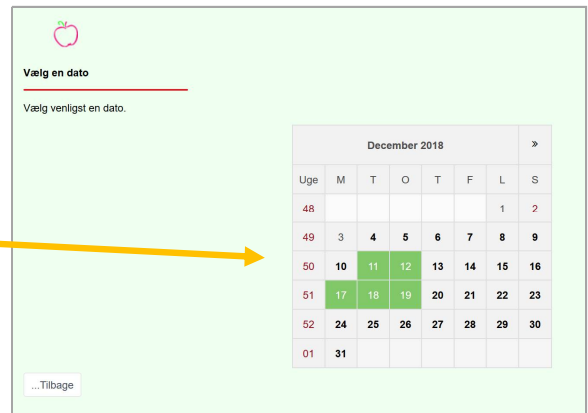 Vælg en dato
Vælg venligst en dato.
December 2018 »
Uge M T O T F L S
48 1 2
49 3 4 5 6 7 8 9
50 10 11 12 13 14 15 16
51 17 18 19 20 21 22 23
52 24 25 26 27 28 29 30
01 31
...Tilbage